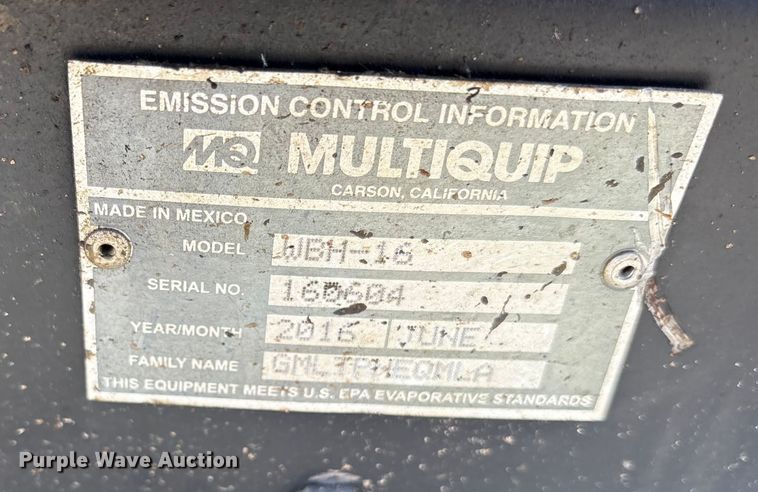 EMISSION CONTROL INFORMATION
MQ MULTIQUIP
CARSON, CALIFORNIA
MADE IN MEXICO
MODEL WBH-16
SERIAL NO. 160604
YEAR/MONTH 2016 JUNE
FAMILY NAME GMLTPWEQMLA
THIS EQUIPMENT MEETS U.S. EPA EVAPORATIVE STANDARDS
Purple Wave Auction